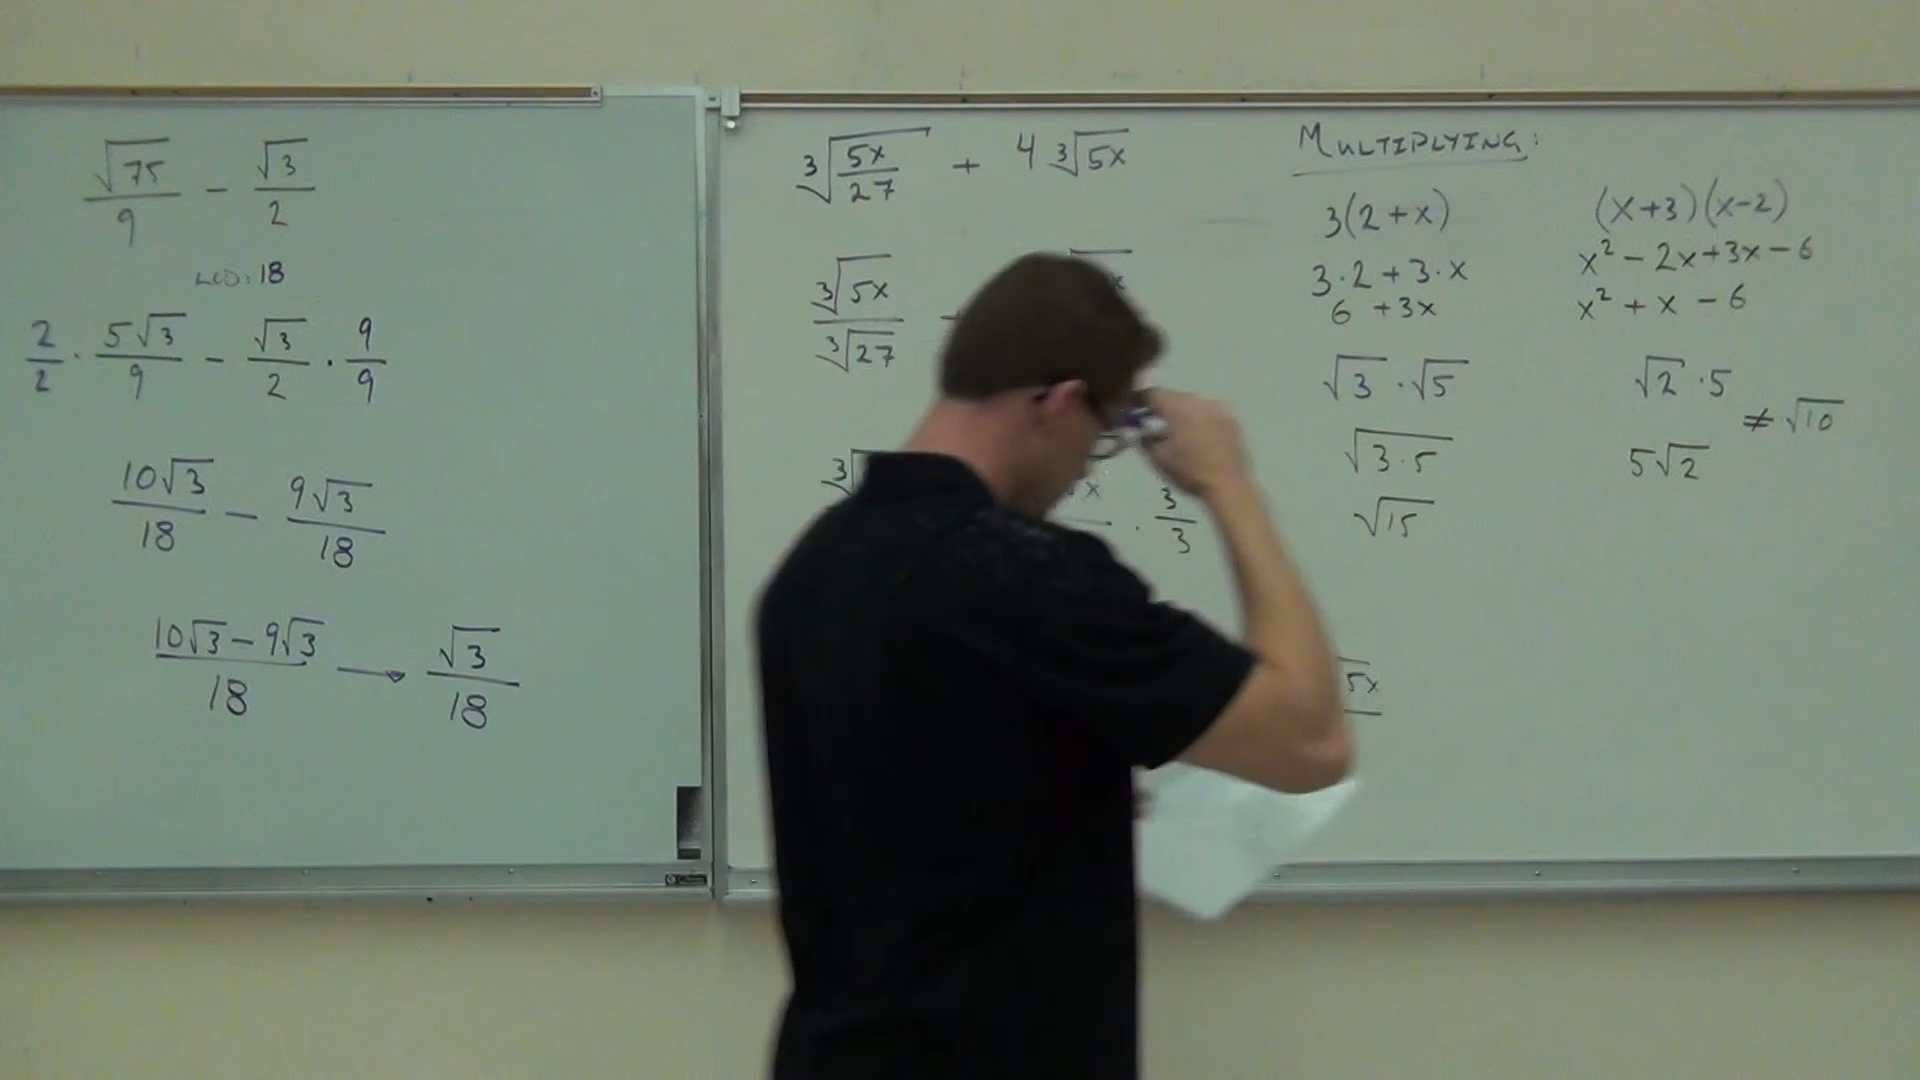 √75/9 - √3/2
LCD: 18
2/2 · 5√3/9 - √3/2 · 9/9
10√3/18 - 9√3/18
(10√3 - 9√3)/18 → √3/18
∛(5x/27) + 4 ∛5x
∛5x/∛27
3
x · 3/3
5x
MULTIPLYING:
3(2+x)
3·2+3·x
6 +3x
√3 · √5
√3·5
√15
(x+3)(x-2)
x² - 2x+3x-6
x² + x - 6
√2 · 5
≠ √10
5√2